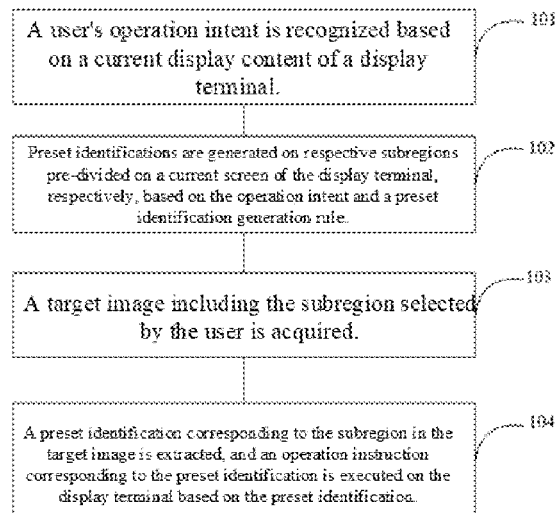 A user's operation intent is recognized based
101
on a current display content of a display
terminal.
Preset identifications are generated on respective subregions
102
pre-divided on a current screen of the display terminal,
respectively, based on the operation intent and a preset
identification generation rule.
103
A target image including the subregion selected
by the user is acquired.
104
A preset identification corresponding to the subregion in the
target image is extracted, and an operation instruction
corresponding to the preset identification is executed on the
display terminal based on the preset identification.